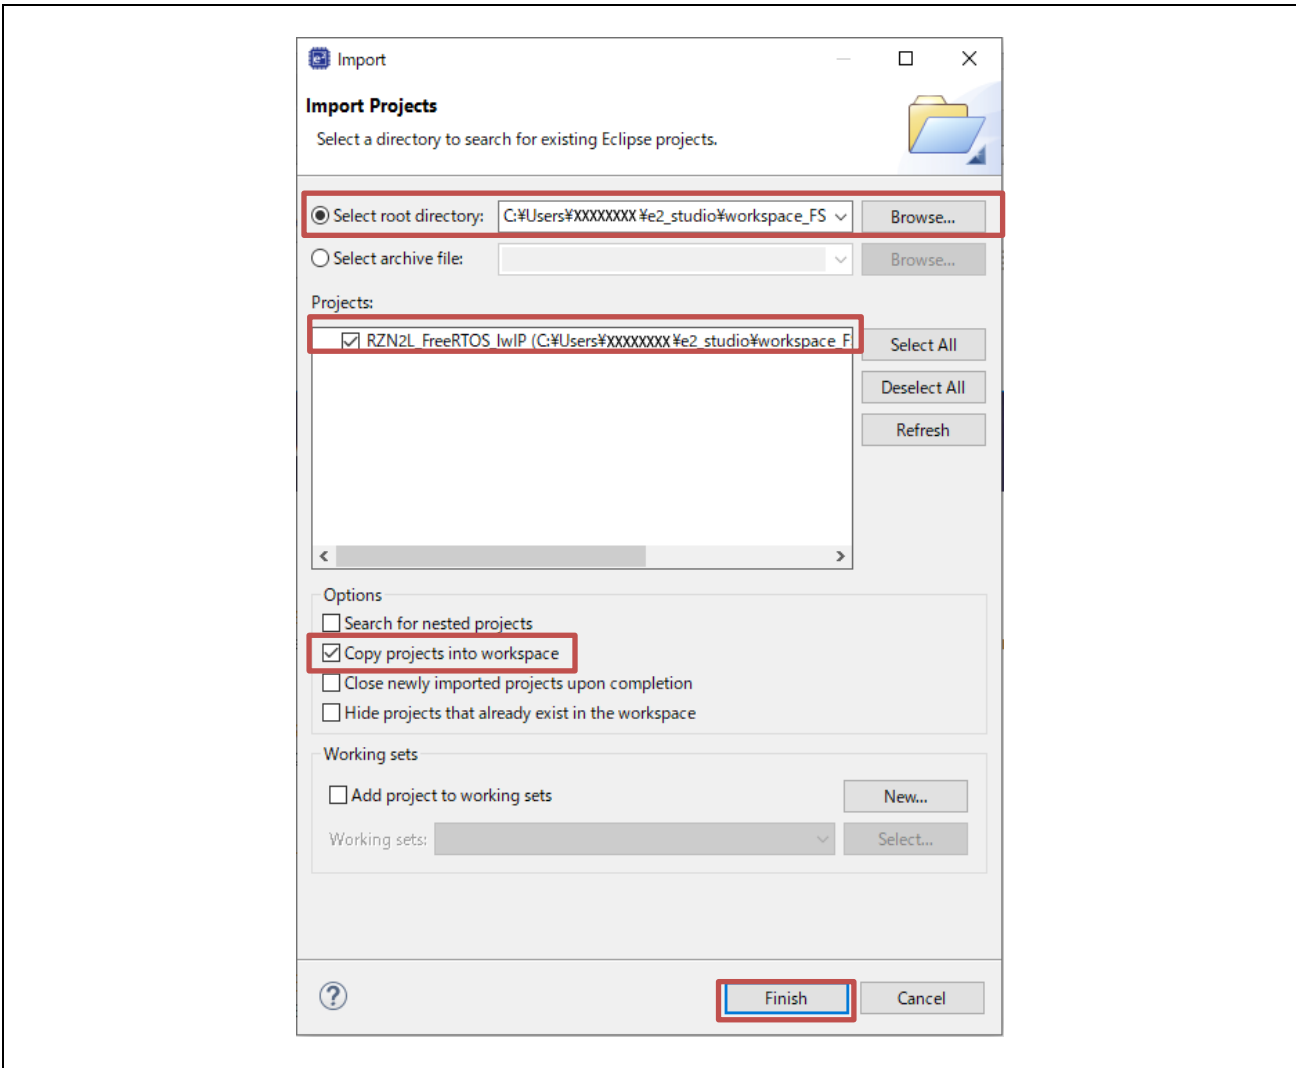 Import
Import Projects
Select a directory to search for existing Eclipse projects.
Select root directory: C:¥Users¥XXXXXXXX¥e2_studio¥workspace_FS Browse...
Select archive file: Browse...
Projects:
RZN2L_FreeRTOS_lwIP (C:¥Users¥XXXXXXXX¥e2_studio¥workspace_F
Select All
Deselect All
Refresh
Options
Search for nested projects
Copy projects into workspace
Close newly imported projects upon completion
Hide projects that already exist in the workspace
Working sets
Add project to working sets New...
Working sets: Select...
? Finish Cancel